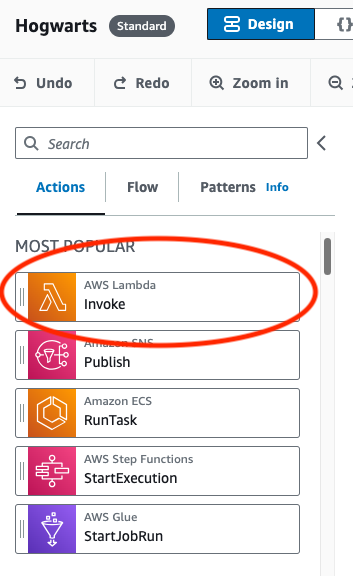 Hogwarts Standard Design {}
Undo Redo Zoom in
Search
Actions Flow Patterns Info
MOST POPULAR
AWS Lambda
Invoke
Amazon SNS
Publish
Amazon ECS
RunTask
AWS Step Functions
StartExecution
AWS Glue
StartJobRun